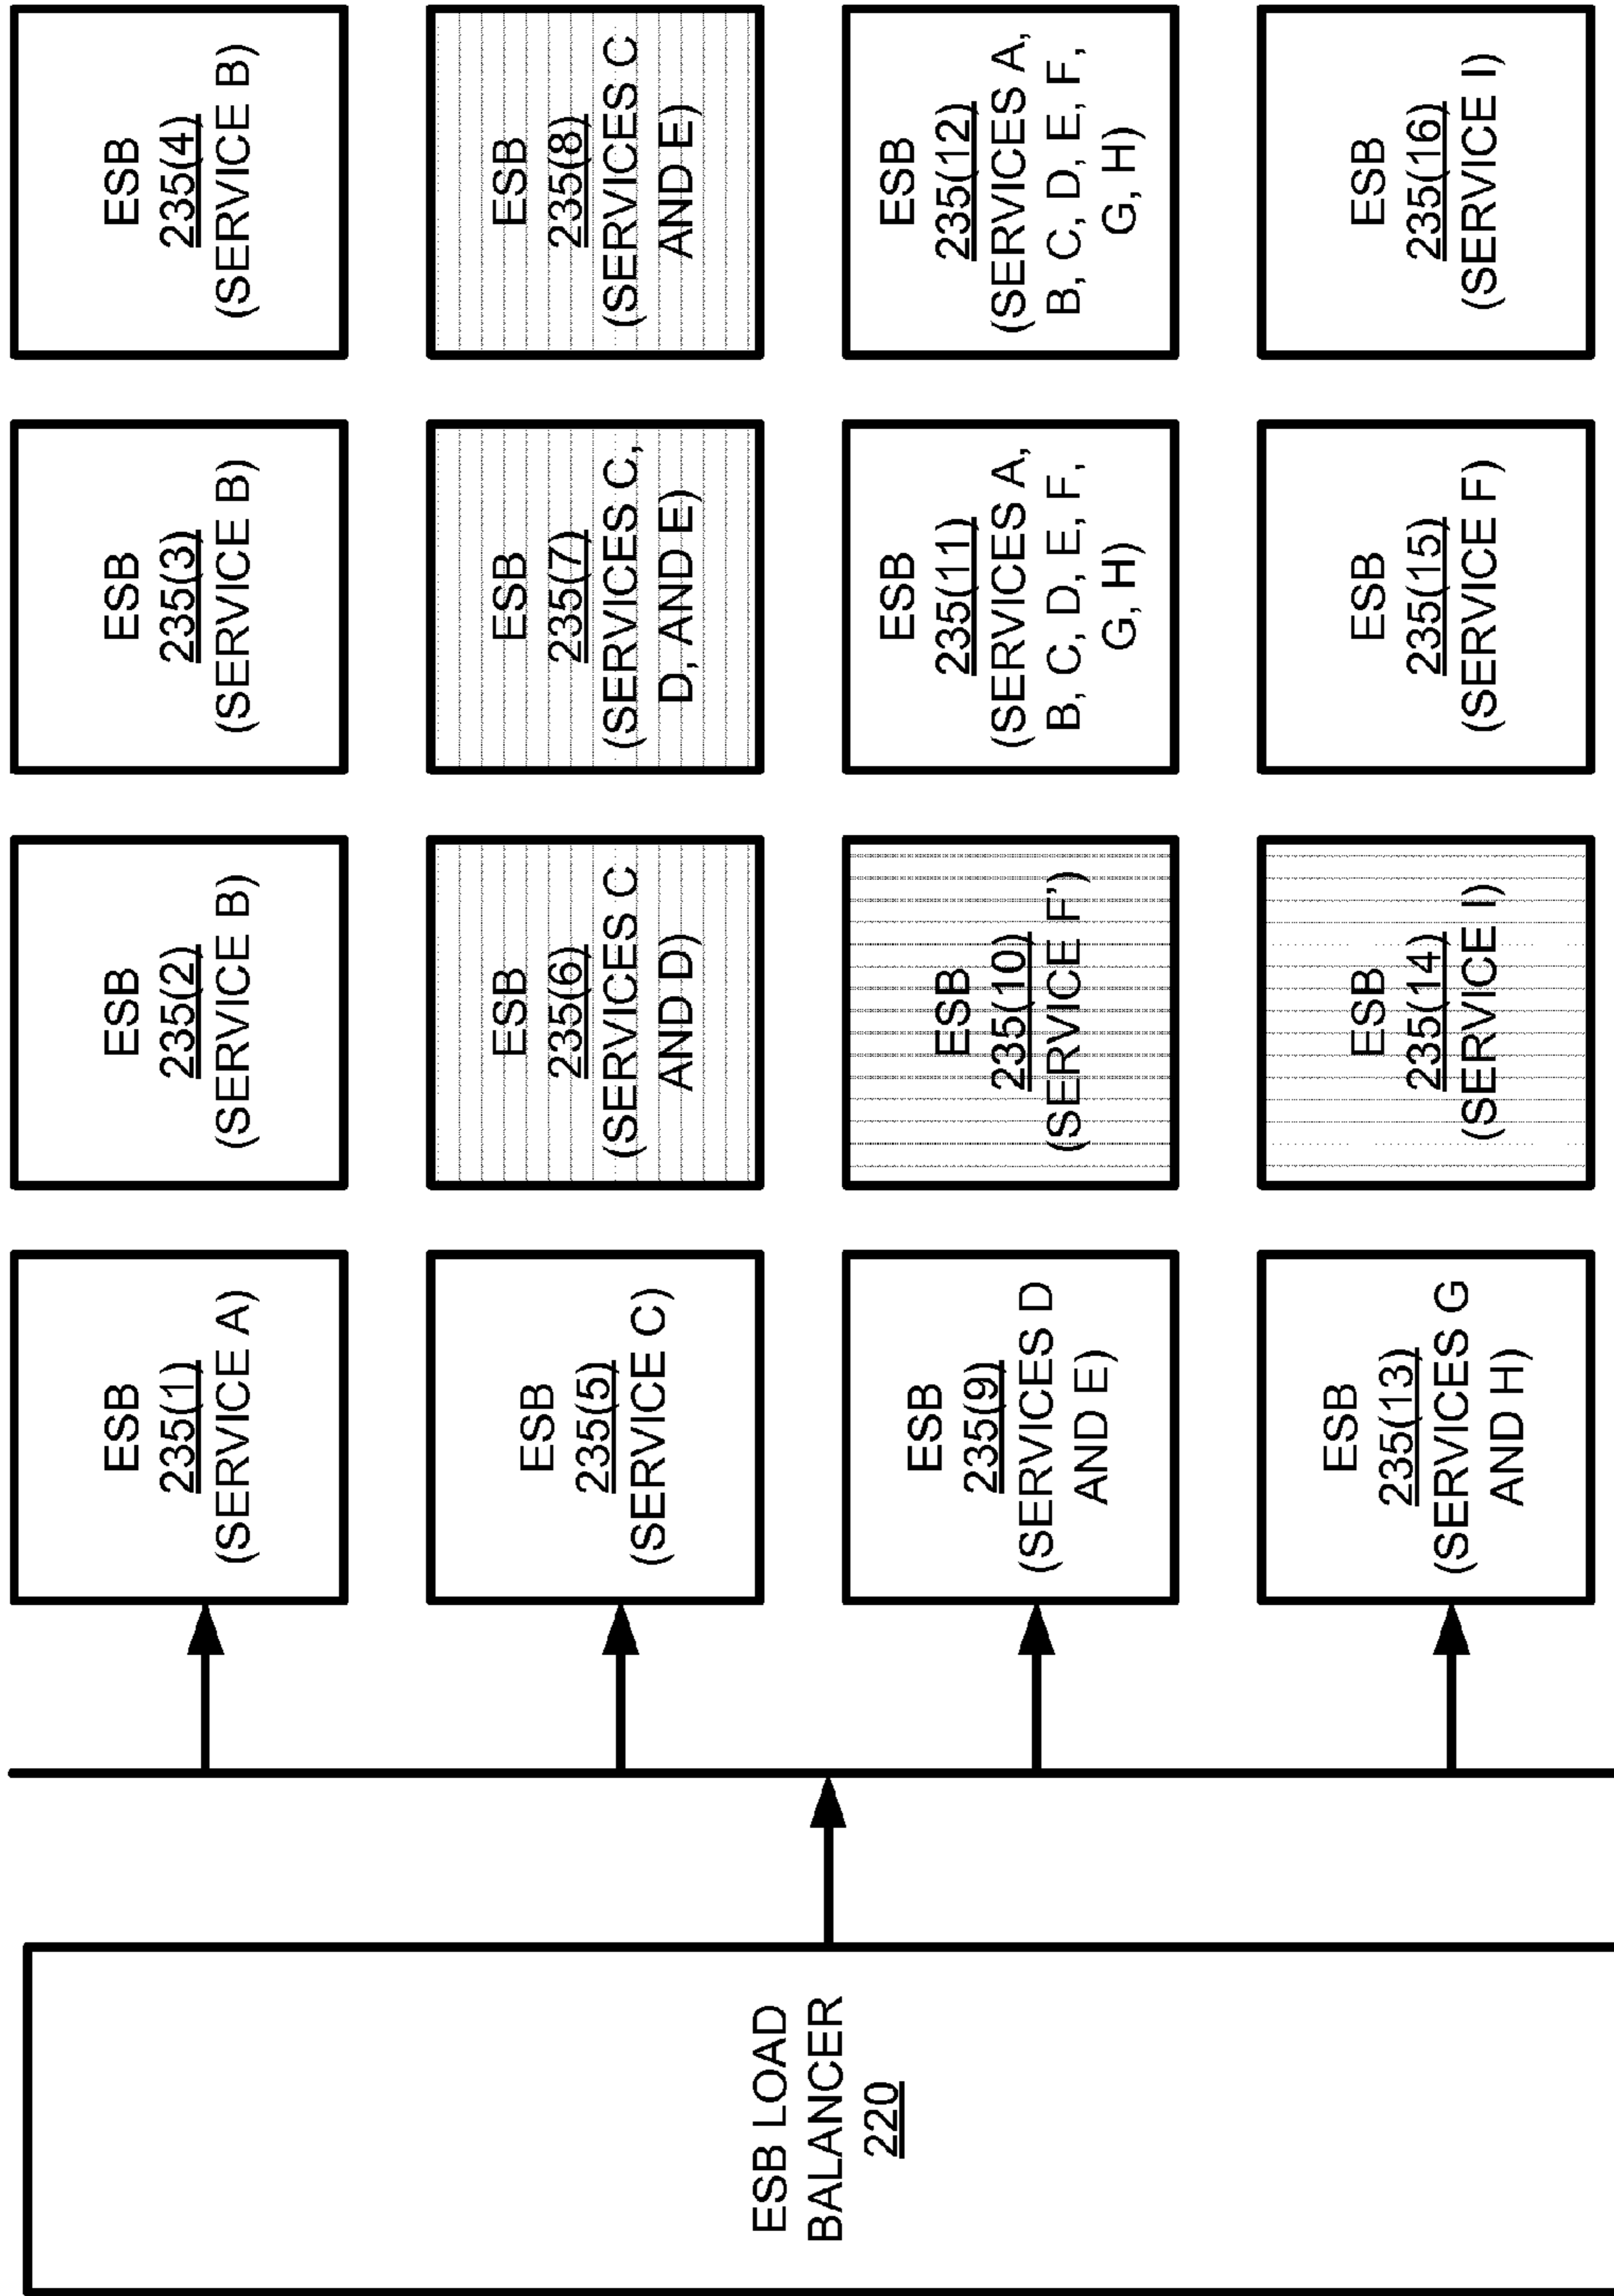 ESB LOAD
BALANCER
220
ESB
235(1)
(SERVICE A)
ESB
235(2)
(SERVICE B)
ESB
235(3)
(SERVICE B)
ESB
235(4)
(SERVICE B)
ESB
235(5)
(SERVICE C)
ESB
235(6)
(SERVICES C
AND D)
ESB
235(7)
(SERVICES C,
D, AND E)
ESB
235(8)
(SERVICES C
AND E)
ESB
235(9)
(SERVICES D
AND E)
ESB
235(10)
(SERVICE F')
ESB
235(11)
(SERVICES A,
B, C, D, E, F,
G, H)
ESB
235(12)
(SERVICES A,
B, C, D, E, F,
G, H)
ESB
235(13)
(SERVICES G
AND H)
ESB
235(14)
(SERVICE I)
ESB
235(15)
(SERVICE F)
ESB
235(16)
(SERVICE I)